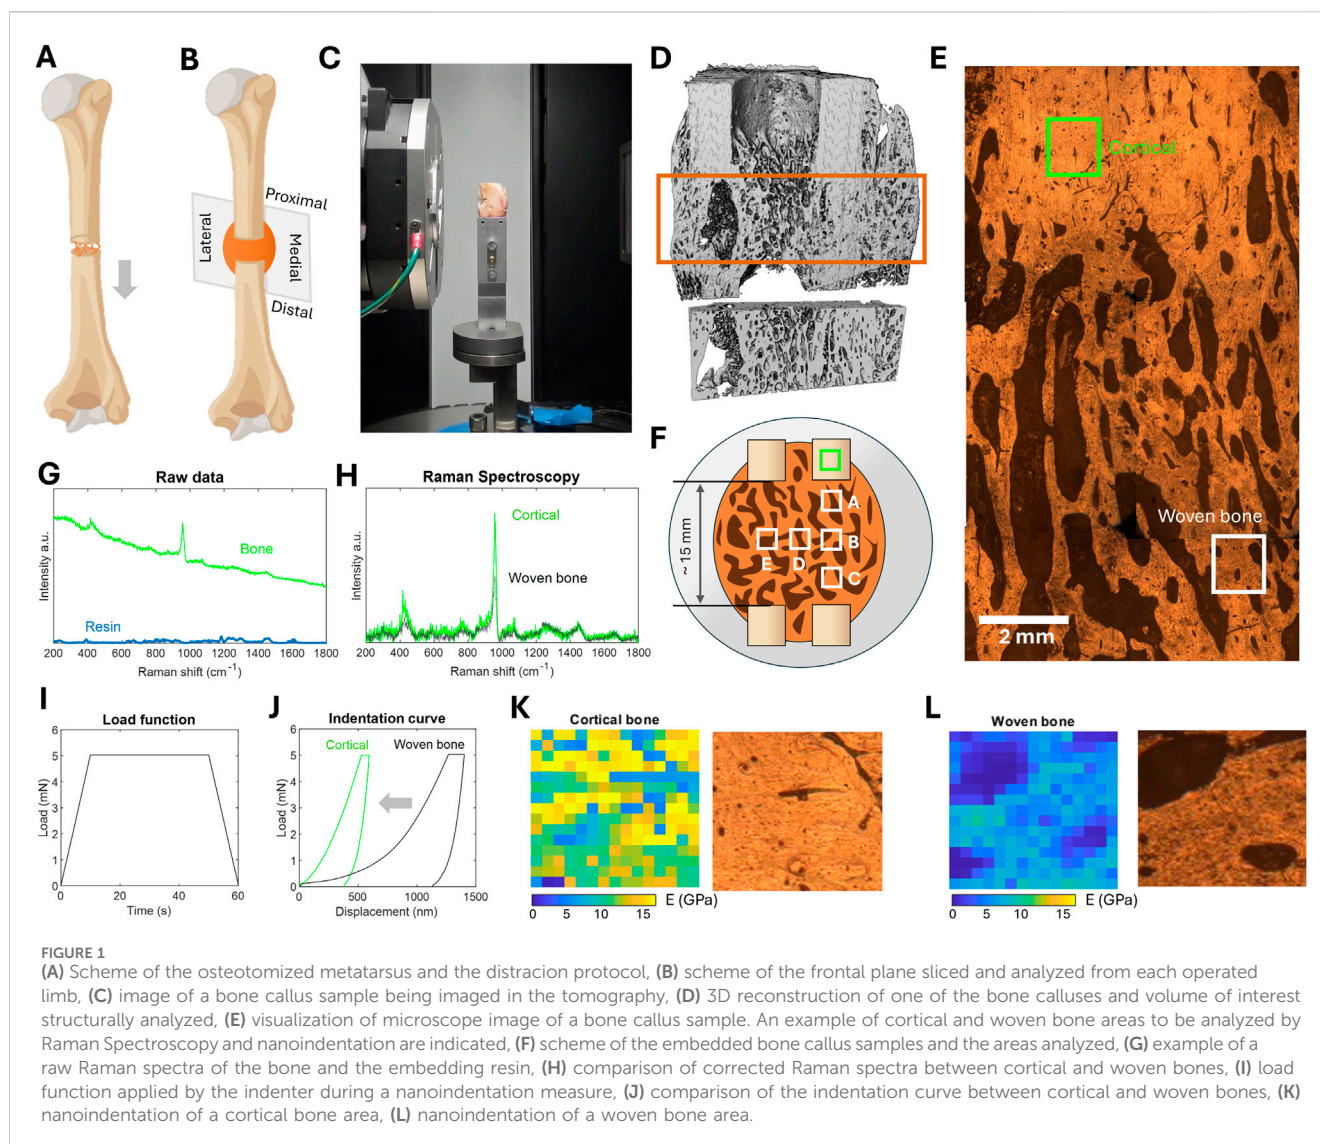 A
B
C
D
E
Proximal
Lateral
Medial
Distal
Cortical
Woven bone
2 mm
F
~ 15 mm
A
B
C
D
E
G
Raw data
Intensity a.u.
Bone
Resin
200 400 600 800 1000 1200 1400 1600 1800
Raman shift (cm-1)
H
Raman Spectroscopy
Intensity a.u.
Cortical
Woven bone
200 400 600 800 1000 1200 1400 1600 1800
Raman shift (cm-1)
I
Load function
Load (mN)
6
5
4
3
2
1
0
0 20 40 60
Time (s)
J
Indentation curve
Load (mN)
6
5
4
3
2
1
0
Cortical
Woven bone
0 500 1000 1500
Displacement (nm)
K
Cortical bone
E (GPa)
0 5 10 15
L
Woven bone
E (GPa)
0 5 10 15
FIGURE 1
(A) Scheme of the osteotomized metatarsus and the distracion protocol, (B) scheme of the frontal plane sliced and analyzed from each operated
limb, (C) image of a bone callus sample being imaged in the tomography, (D) 3D reconstruction of one of the bone calluses and volume of interest
structurally analyzed, (E) visualization of microscope image of a bone callus sample. An example of cortical and woven bone areas to be analyzed by
Raman Spectroscopy and nanoindentation are indicated, (F) scheme of the embedded bone callus samples and the areas analyzed, (G) example of a
raw Raman spectra of the bone and the embedding resin, (H) comparison of corrected Raman spectra between cortical and woven bones, (I) load
function applied by the indenter during a nanoindentation measure, (J) comparison of the indentation curve between cortical and woven bones, (K)
nanoindentation of a cortical bone area, (L) nanoindentation of a woven bone area.